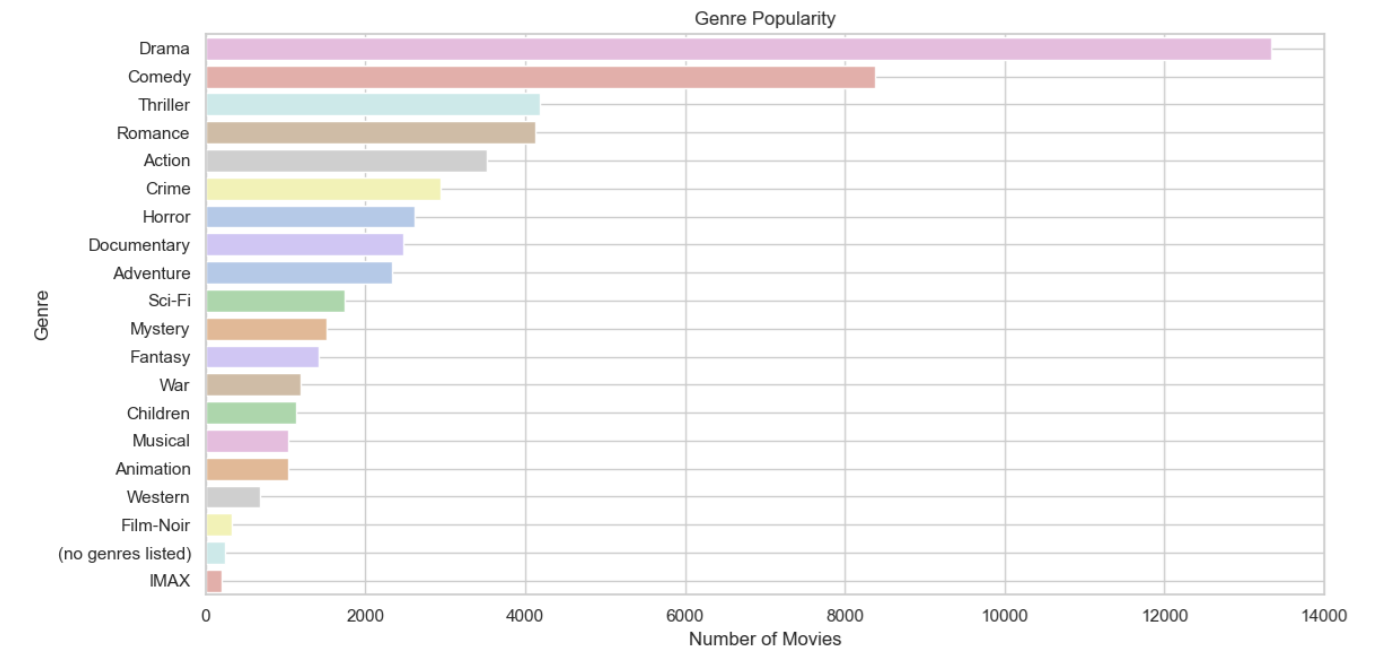 Genre Popularity
Drama
Comedy
Thriller
Romance
Action
Crime
Horror
Documentary
Adventure
Sci-Fi
Mystery
Fantasy
War
Children
Musical
Animation
Western
Film-Noir
(no genres listed)
IMAX
Genre
0 2000 4000 6000 8000 10000 12000 14000
Number of Movies